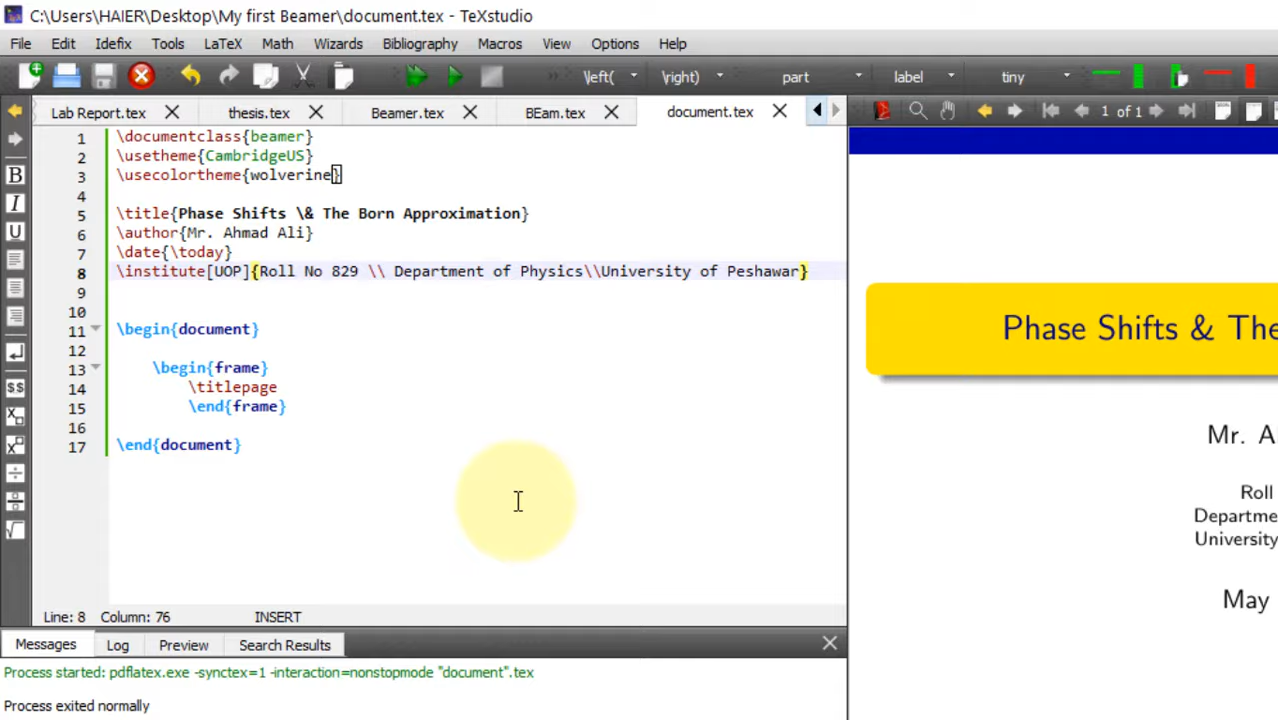 C:\Users\HAIER\Desktop\My first Beamer\document.tex - TeXstudio
File Edit Idefix Tools LaTeX Math Wizards Bibliography Macros View Options Help
\left( \right) part label tiny
Lab Report.tex thesis.tex Beamer.tex BEam.tex document.tex 1 of 1
1 \documentclass{beamer}
2 \usetheme{CambridgeUS}
3 \usecolortheme{wolverine}
4
5 \title{Phase Shifts \& The Born Approximation}
6 \author{Mr. Ahmad Ali}
7 \date{\today}
8 \institute[UOP]{Roll No 829 \\ Department of Physics\\University of Peshawar}
9
10
11 \begin{document}
12
13 \begin{frame}
14 \titlepage
15 \end{frame}
16
17 \end{document}
Phase Shifts & The
Mr. A
Roll
Departme
University
May
Line: 8 Column: 76 INSERT
Messages Log Preview Search Results
Process started: pdflatex.exe -synctex=1 -interaction=nonstopmode "document".tex
Process exited normally